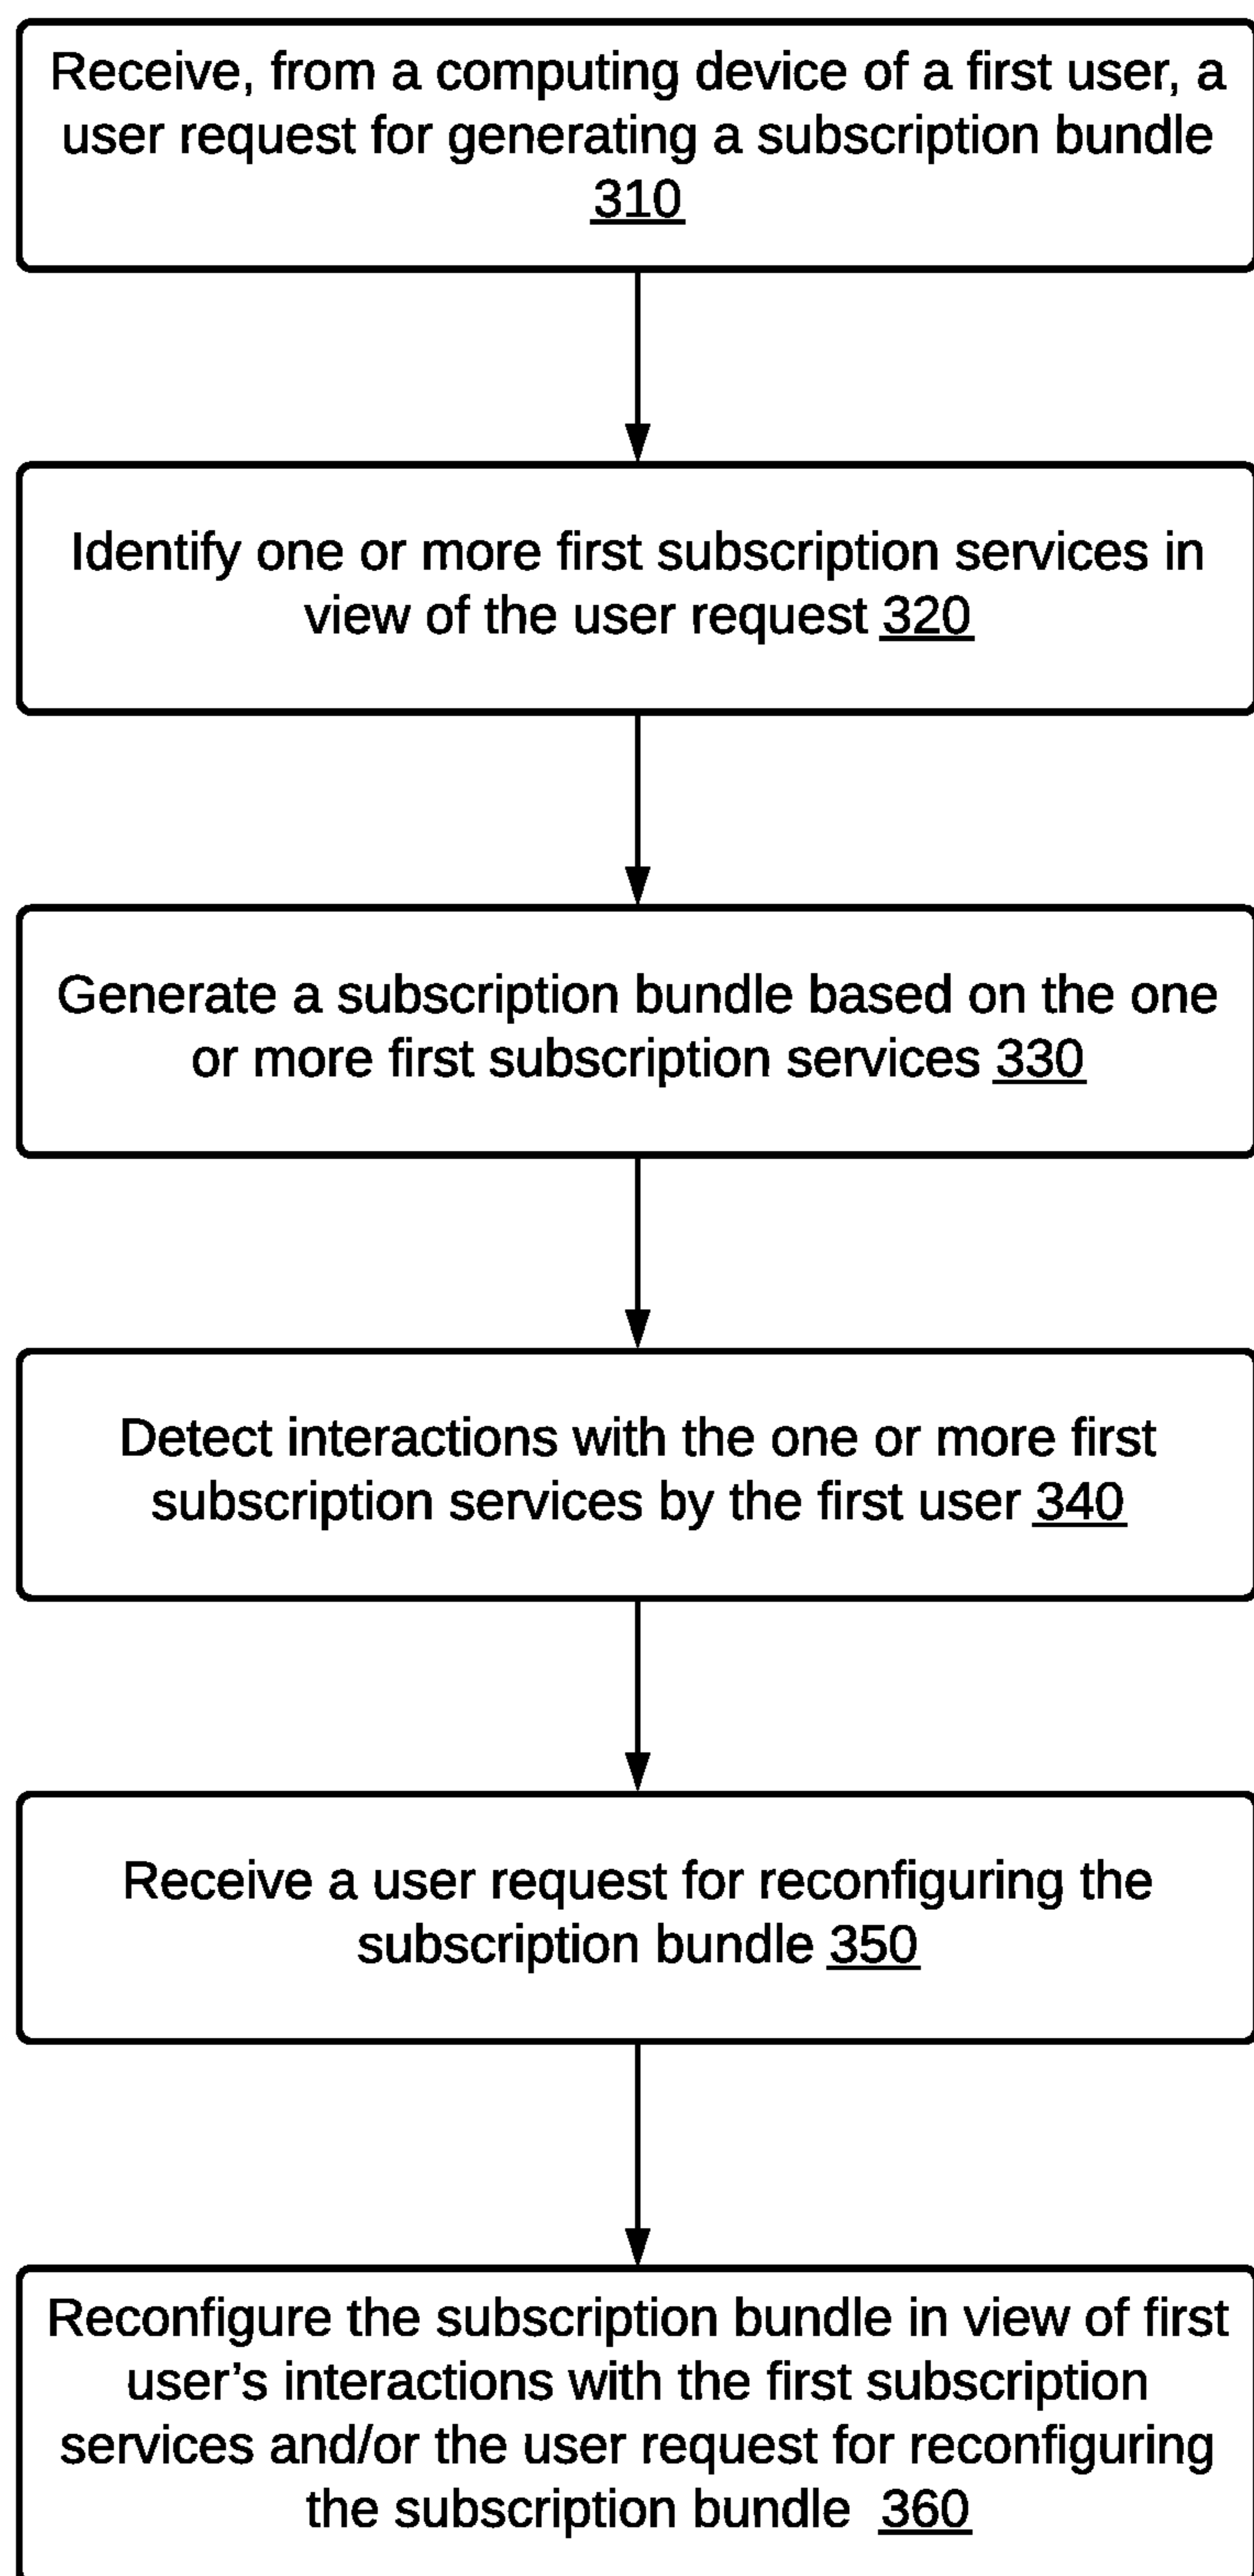 Receive, from a computing device of a first user, a
user request for generating a subscription bundle
310
Identify one or more first subscription services in
view of the user request 320
Generate a subscription bundle based on the one
or more first subscription services 330
Detect interactions with the one or more first
subscription services by the first user 340
Receive a user request for reconfiguring the
subscription bundle 350
Reconfigure the subscription bundle in view of first
user’s interactions with the first subscription
services and/or the user request for reconfiguring
the subscription bundle 360